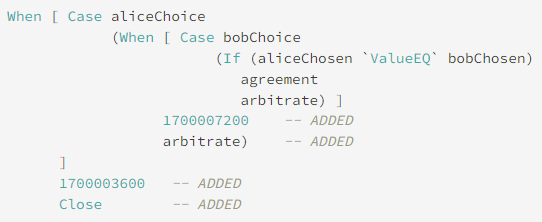 When [ Case aliceChoice
(When [ Case bobChoice
(If (aliceChosen `ValueEQ` bobChosen)
agreement
arbitrate) ]
1700007200 -- ADDED
arbitrate) -- ADDED
]
1700003600 -- ADDED
Close -- ADDED